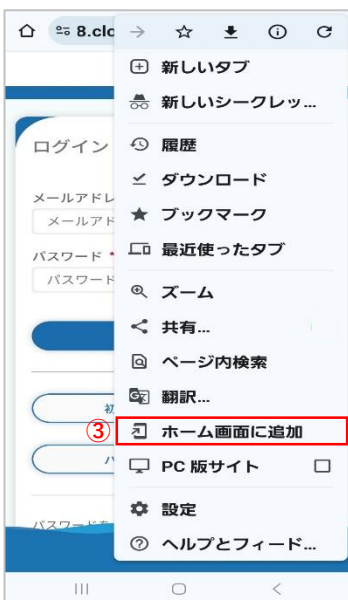 8.clo
新しいタブ
新しいシークレッ...
ログイン
履歴
ダウンロード
メールアドレ
メールアド
ブックマーク
最近使ったタブ
パスワード *
パスワード
ズーム
共有...
ページ内検索
翻訳...
初
③ ホーム画面に追加
パ
PC 版サイト
設定
パスワードを
ヘルプとフィード...